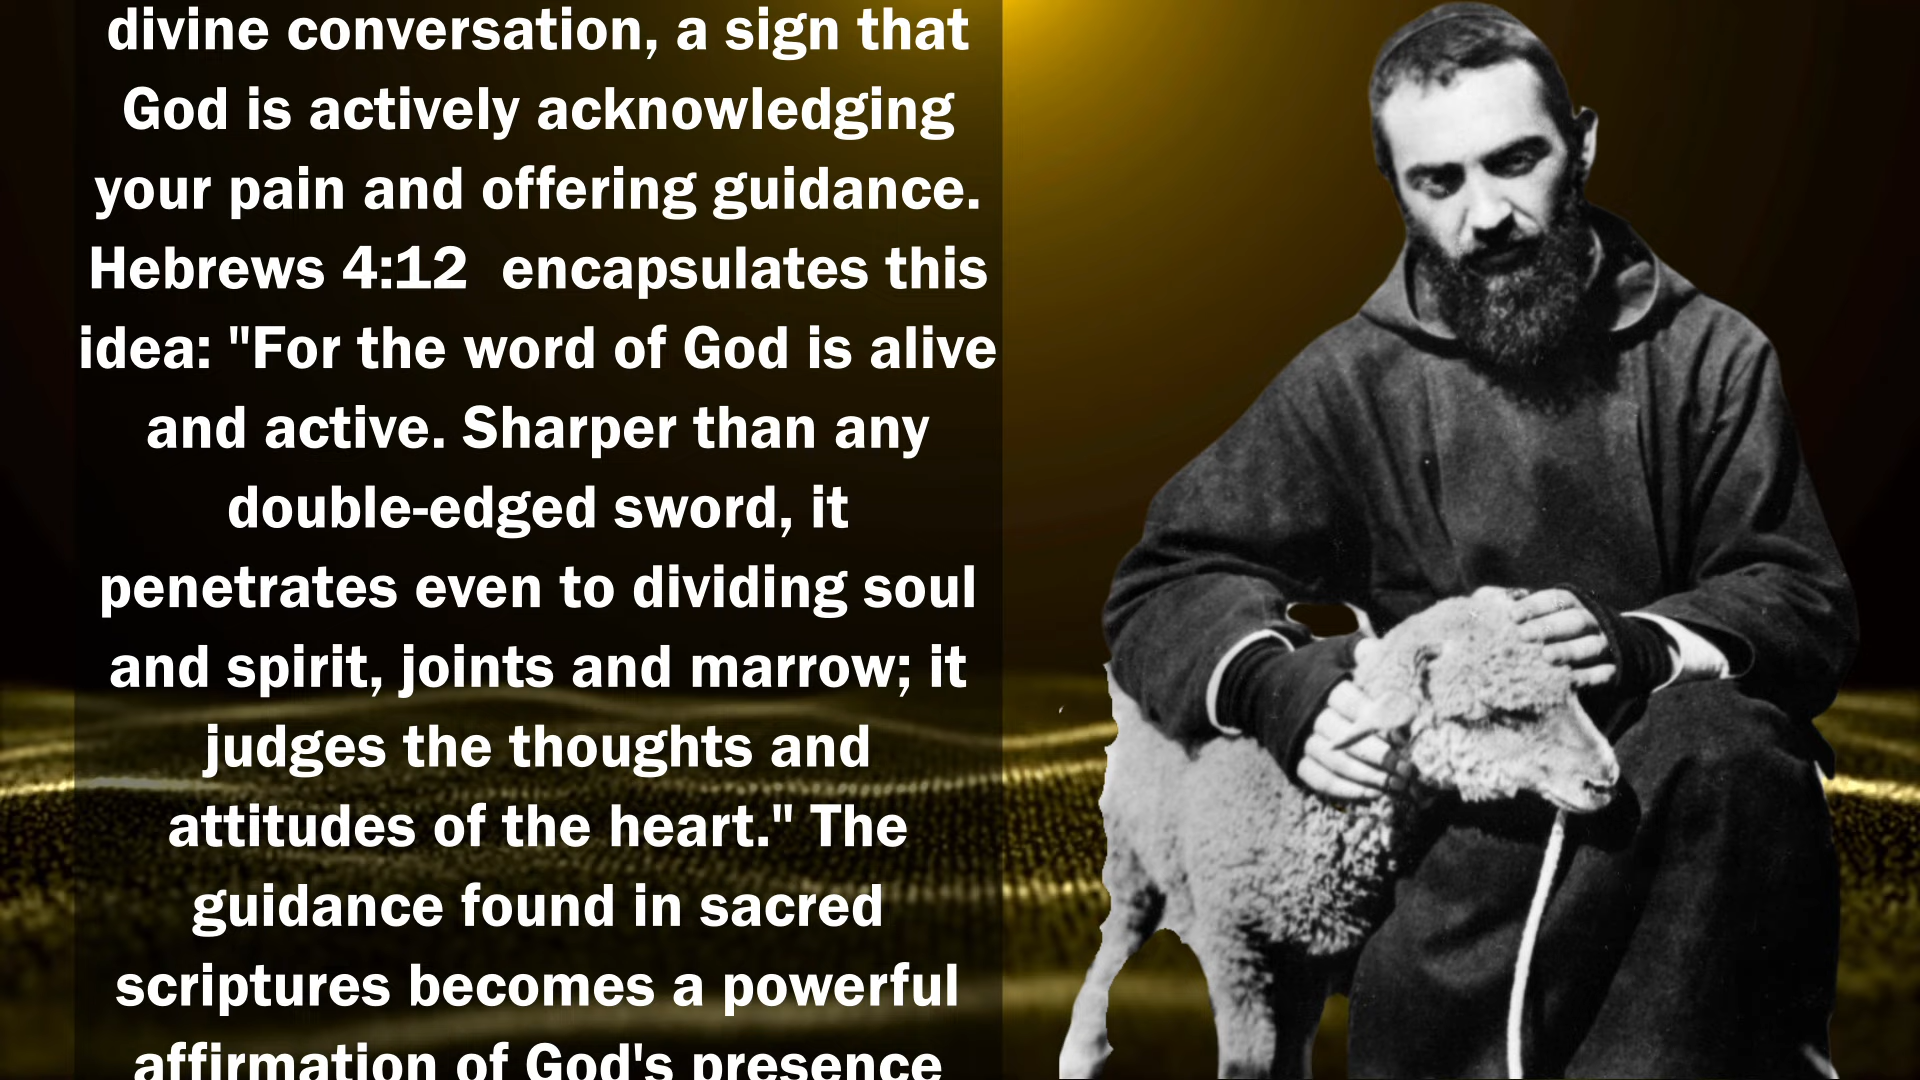 divine conversation, a sign that
God is actively acknowledging
your pain and offering guidance.
Hebrews 4:12  encapsulates this
idea: "For the word of God is alive
and active. Sharper than any
double-edged sword, it
penetrates even to dividing soul
and spirit, joints and marrow; it
judges the thoughts and
attitudes of the heart." The
guidance found in sacred
scriptures becomes a powerful
affirmation of God's presence